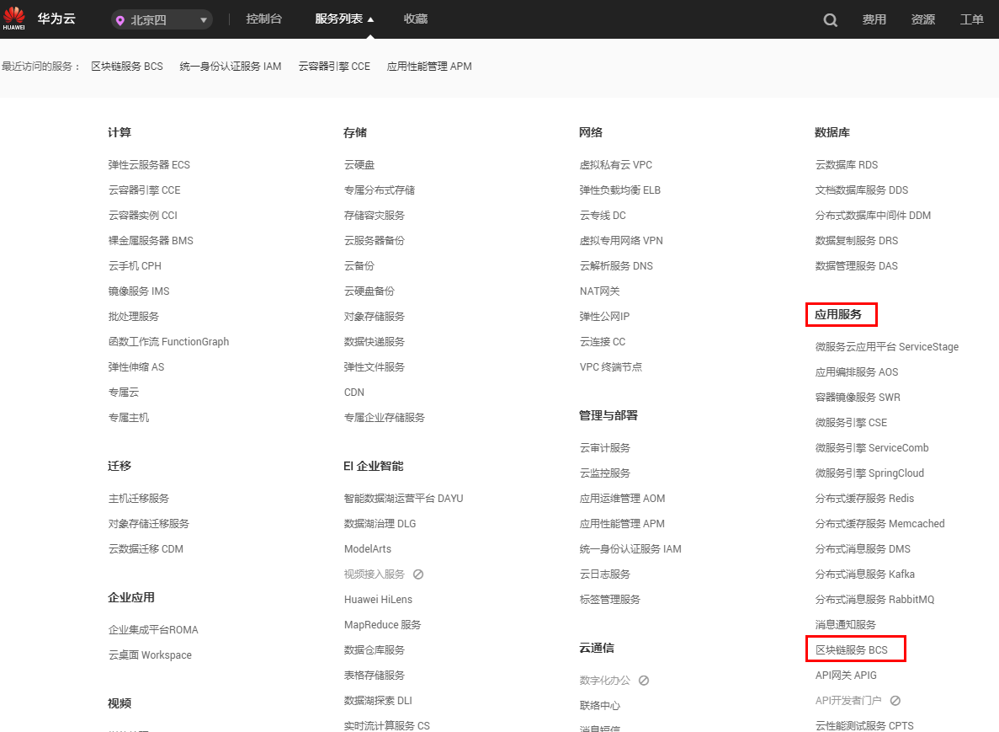 HUAWEI
华为云
北京四
控制台
服务列表
收藏
费用
资源
工单
最近访问的服务：
区块链服务 BCS
统一身份认证服务 IAM
云容器引擎 CCE
应用性能管理 APM
计算
弹性云服务器 ECS
云容器引擎 CCE
云容器实例 CCI
裸金属服务器 BMS
云手机 CPH
镜像服务 IMS
批处理服务
函数工作流 FunctionGraph
弹性伸缩 AS
专属云
专属主机
迁移
主机迁移服务
对象存储迁移服务
云数据迁移 CDM
企业应用
企业集成平台ROMA
云桌面 Workspace
视频
存储
云硬盘
专属分布式存储
存储容灾服务
云服务器备份
云备份
云硬盘备份
对象存储服务
数据快递服务
弹性文件服务
CDN
专属企业存储服务
EI 企业智能
智能数据湖运营平台 DAYU
数据湖治理 DLG
ModelArts
视频接入服务
Huawei HiLens
MapReduce 服务
数据仓库服务
表格存储服务
数据湖探索 DLI
实时流计算服务 CS
网络
虚拟私有云 VPC
弹性负载均衡 ELB
云专线 DC
虚拟专用网络 VPN
云解析服务 DNS
NAT网关
弹性公网IP
云连接 CC
VPC 终端节点
管理与部署
云审计服务
云监控服务
应用运维管理 AOM
应用性能管理 APM
统一身份认证服务 IAM
云日志服务
标签管理服务
云通信
数字化办公
联络中心
消息短信
数据库
云数据库 RDS
文档数据库服务 DDS
分布式数据库中间件 DDM
数据复制服务 DRS
数据管理服务 DAS
应用服务
微服务云应用平台 ServiceStage
应用编排服务 AOS
容器镜像服务 SWR
微服务引擎 CSE
微服务引擎 ServiceComb
微服务引擎 SpringCloud
分布式缓存服务 Redis
分布式缓存服务 Memcached
分布式消息服务 DMS
分布式消息服务 Kafka
分布式消息服务 RabbitMQ
消息通知服务
区块链服务 BCS
API网关 APIG
API开发者门户
云性能测试服务 CPTS